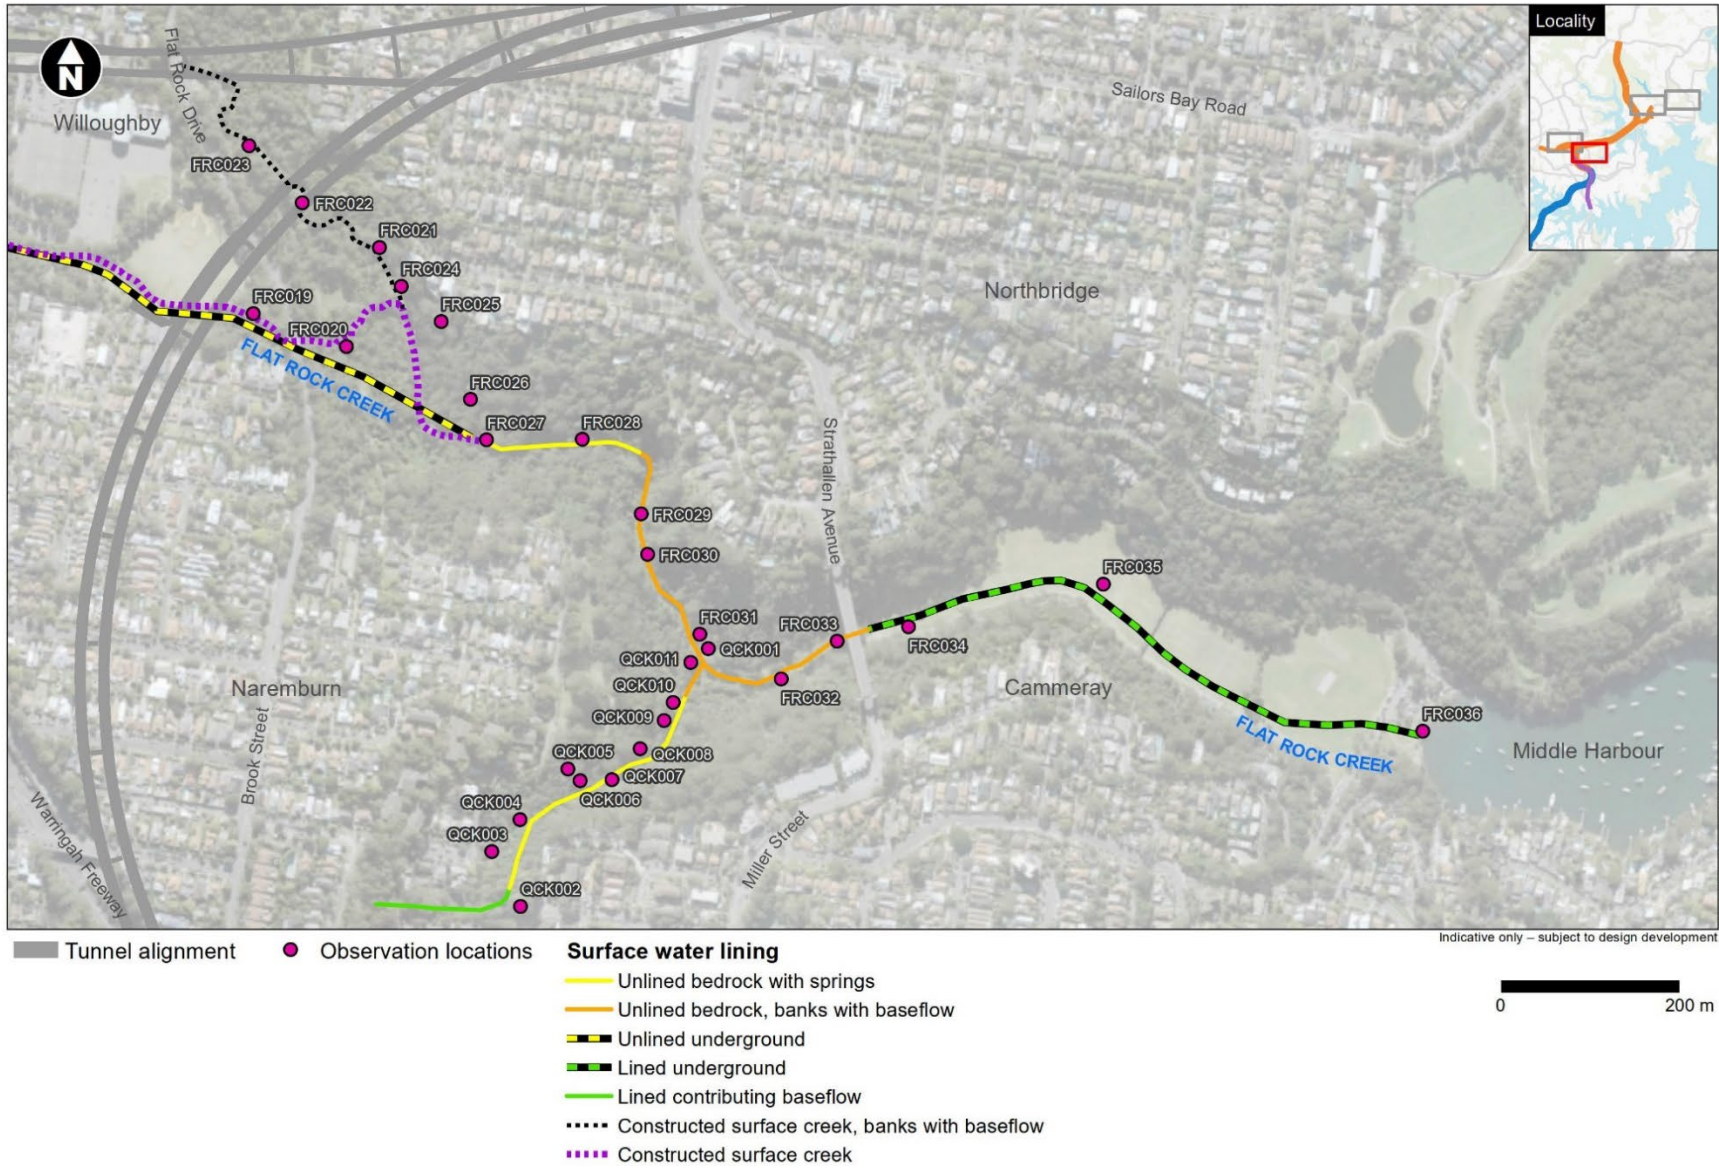 Locality
N
Flat Rock Drive
Willoughby
Sailors Bay Road
FRC023
FRC022
FRC021
FRC024
FRC019
FRC025
FRC020
Northbridge
FLAT ROCK CREEK
FRC026
FRC027
FRC028
Strathallen Avenue
FRC029
FRC030
FRC035
FRC031
FRC033
QCK001
FRC034
QCK011
Naremburn
QCK010
Cammeray
FRC032
QCK009
FRC036
FLAT ROCK CREEK
Middle Harbour
Brook Street
QCK005
QCK008
QCK007
QCK006
QCK004
QCK003
Miller Street
Warringah Freeway
QCK002
Indicative only – subject to design development
Tunnel alignment
Observation locations
Surface water lining
Unlined bedrock with springs
Unlined bedrock, banks with baseflow
Unlined underground
Lined underground
Lined contributing baseflow
Constructed surface creek, banks with baseflow
Constructed surface creek
0 200 m